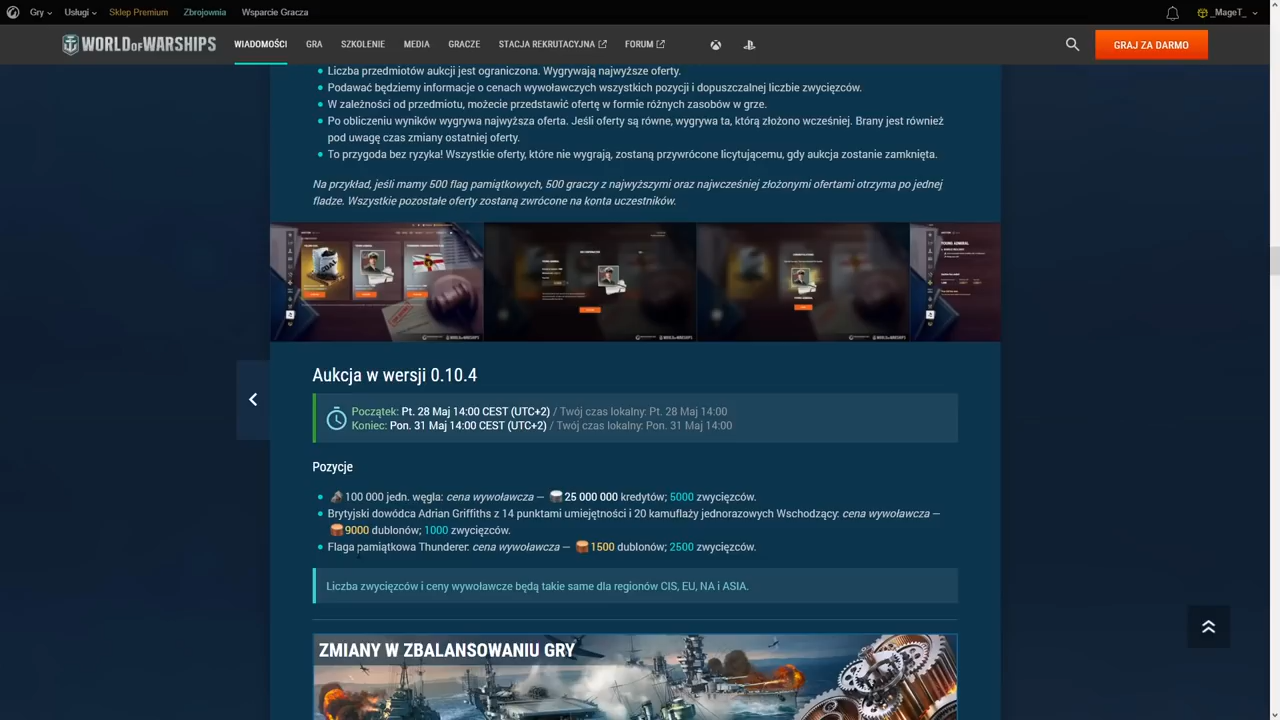 Gry
Usługi
Sklep Premium
Zbrojownia
Wsparcie Gracza
_MageT_
WORLD OF WARSHIPS
WIADOMOŚCI
GRA
SZKOLENIE
MEDIA
GRACZE
STACJA REKRUTACYJNA
FORUM
GRAJ ZA DARMO
Liczba przedmiotów aukcji jest ograniczona. Wygrywają najwyższe oferty.
Podawać będziemy informacje o cenach wywoławczych wszystkich pozycji i dopuszczalnej liczbie zwycięzców.
W zależności od przedmiotu, możecie przedstawić ofertę w formie różnych zasobów w grze.
Po obliczeniu wyników wygrywa najwyższa oferta. Jeśli oferty są równe, wygrywa ta, którą złożono wcześniej. Brany jest również
pod uwagę czas zmiany ostatniej oferty.
To przygoda bez ryzyka! Wszystkie oferty, które nie wygrają, zostaną przywrócone licytującemu, gdy aukcja zostanie zamknięta.
Na przykład, jeśli mamy 500 flag pamiątkowych, 500 graczy z najwyższymi oraz najwcześniej złożonymi ofertami otrzyma po jednej
fladze. Wszystkie pozostałe oferty zostaną zwrócone na konta uczestników.
Aukcja w wersji 0.10.4
Początek: Pt. 28 Maj 14:00 CEST (UTC+2) / Twój czas lokalny: Pt. 28 Maj 14:00
Koniec: Pon. 31 Maj 14:00 CEST (UTC+2) / Twój czas lokalny: Pon. 31 Maj 14:00
Pozycje
100 000 jedn. węgla: cena wywoławcza — 25 000 000 kredytów; 5000 zwycięzców.
Brytyjski dowódca Adrian Griffiths z 14 punktami umiejętności i 20 kamuflaży jednorazowych Wschodzący: cena wywoławcza —
9000 dublonów; 1000 zwycięzców.
Flaga pamiątkowa Thunderer: cena wywoławcza — 1500 dublonów; 2500 zwycięzców.
Liczba zwycięzców i ceny wywoławcze będą takie same dla regionów CIS, EU, NA i ASIA.
ZMIANY W ZBALANSOWANIU GRY